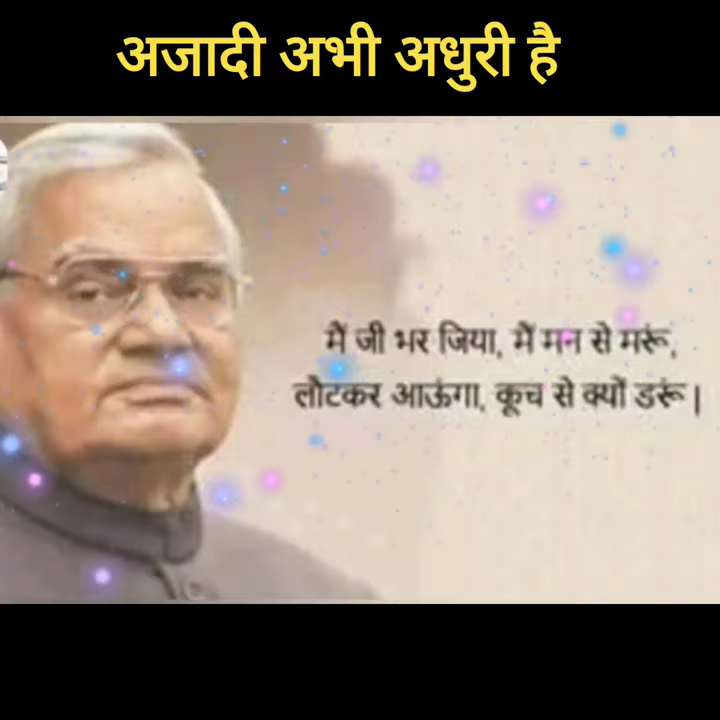 अजादी अभी अधुरी है
मैं जी भर जिया, मैं मन से मरूं,
लौटकर आऊंगा, कूच से क्यों डरूं।